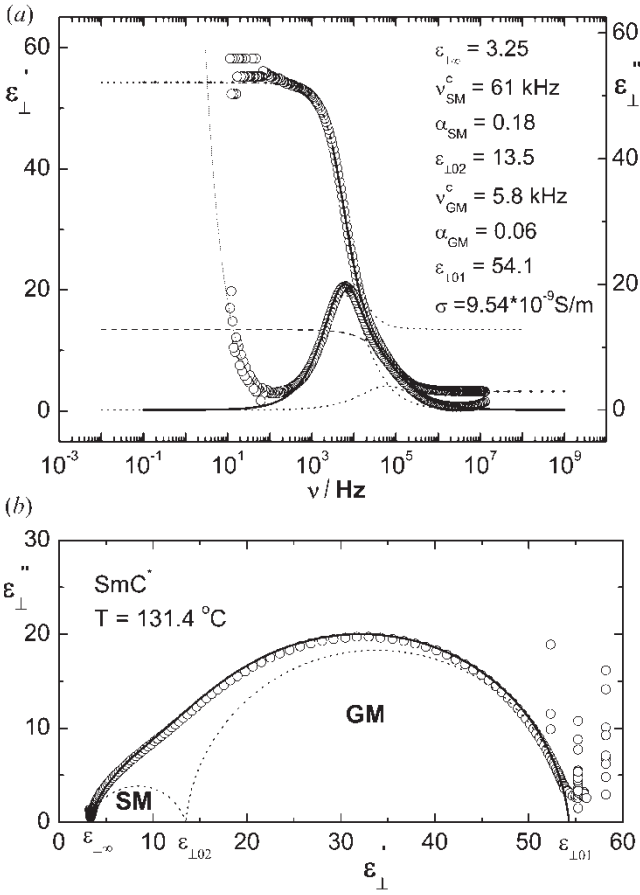 (a)
60
40
20
0
ε⊥'
60
40
20
0
ε⊥''
ε⊥∞ = 3.25
ν^c_SM = 61 kHz
α_SM = 0.18
ε⊥02 = 13.5
ν^c_GM = 5.8 kHz
α_GM = 0.06
ε⊥01 = 54.1
σ =9.54*10^-9S/m
10^-3 10^-1 10^1 10^3 10^5 10^7 10^9
ν / Hz
(b)
30
20
10
0
ε⊥''
SmC*
T = 131.4 °C
GM
SM
0 10 20 30 40 50 60
ε⊥∞ ε⊥02 ε⊥' ε⊥01